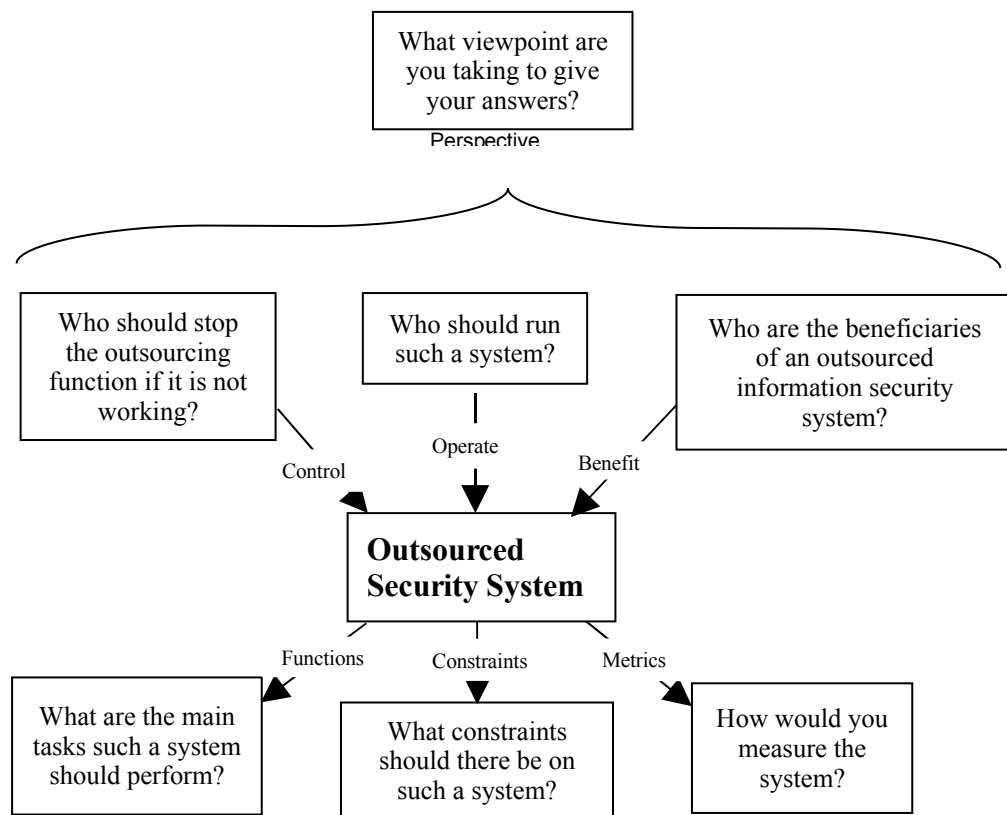 What viewpoint are
you taking to give
your answers?
Perspective
Who should stop
the outsourcing
function if it is not
working?
Who should run
such a system?
Who are the beneficiaries
of an outsourced
information security
system?
Control
Operate
Benefit
Outsourced
Security System
Functions
Constraints
Metrics
What are the main
tasks such a system
should perform?
What constraints
should there be on
such a system?
How would you
measure the
system?